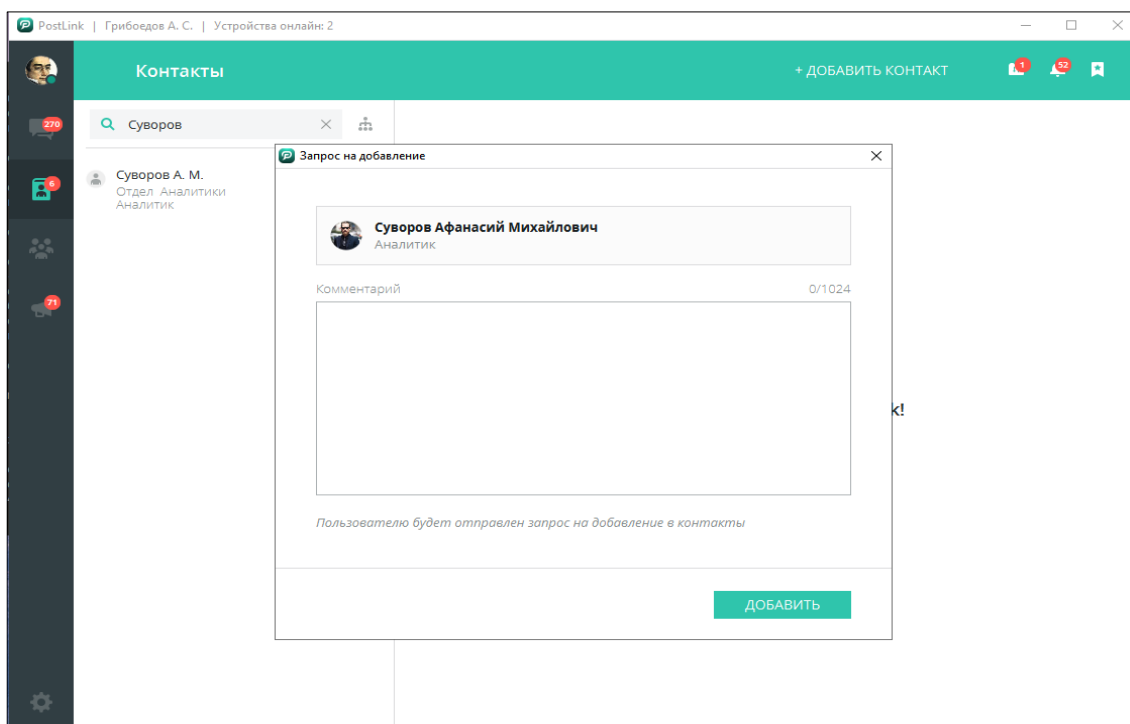 PostLink | Грибоедов А. С. | Устройства онлайн: 2
Контакты
+ ДОБАВИТЬ КОНТАКТ
1
52
270
Суворов
6
Суворов А. М.
Отдел Аналитики
Аналитик
71
Запрос на добавление
Суворов Афанасий Михайлович
Аналитик
Комментарий
0/1024
k!
Пользователю будет отправлен запрос на добавление в контакты
ДОБАВИТЬ